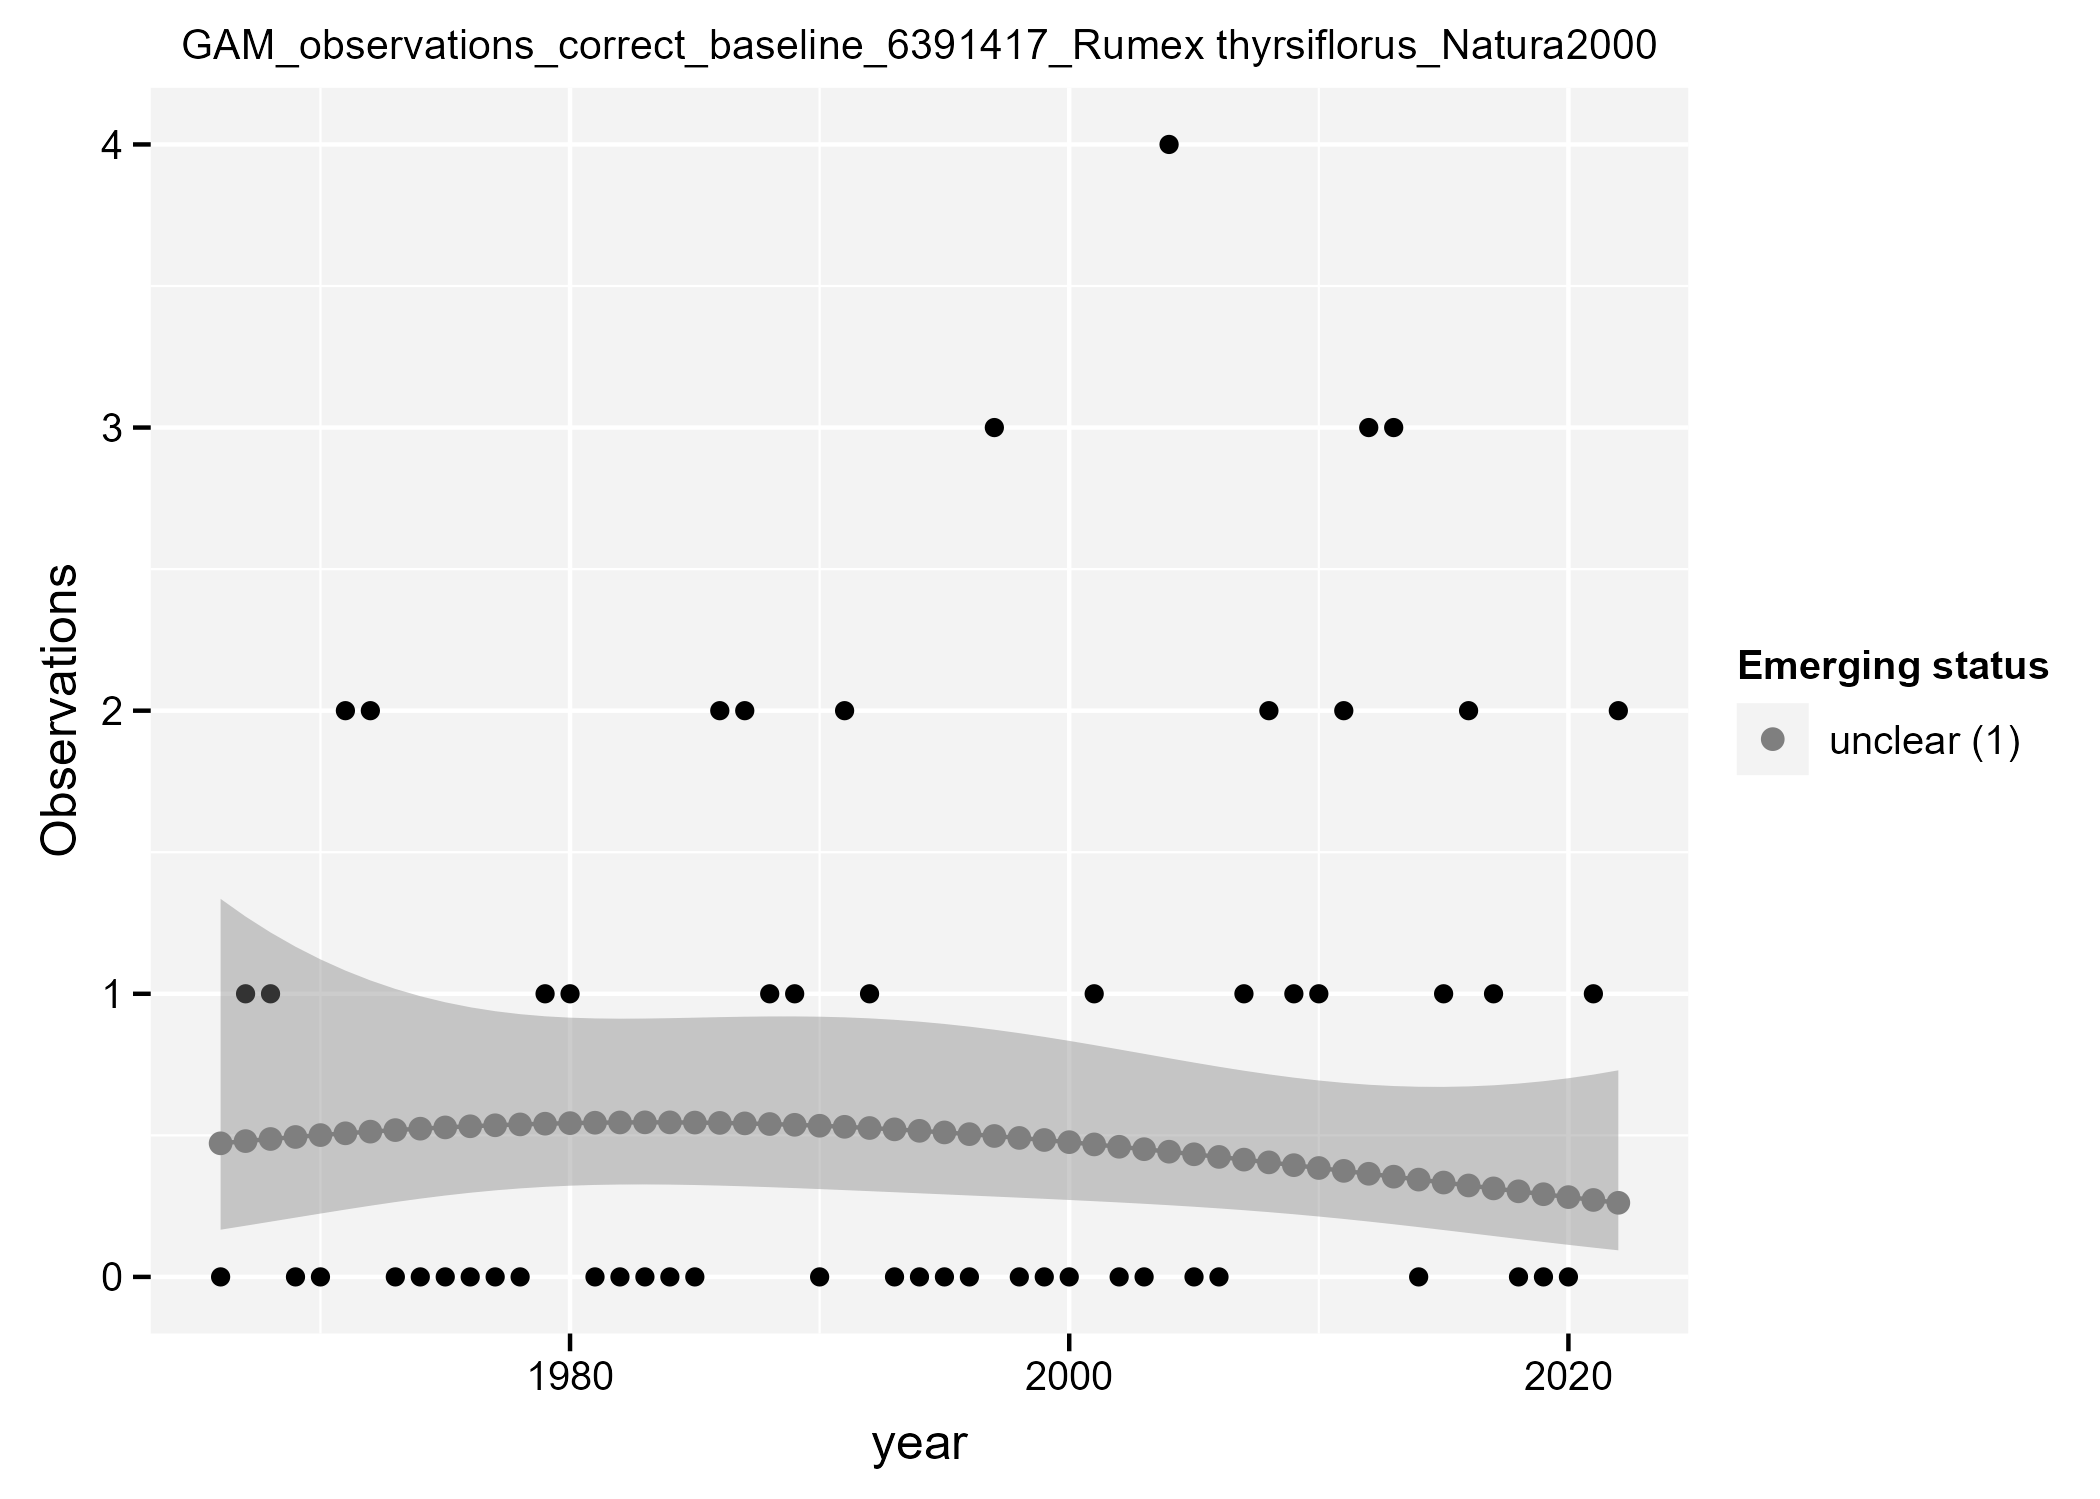 GAM_observations_correct_baseline_6391417_Rumex thyrsiflorus_Natura2000
4
3
2
1
0
Observations
1980
2000
2020
year
Emerging status
unclear (1)